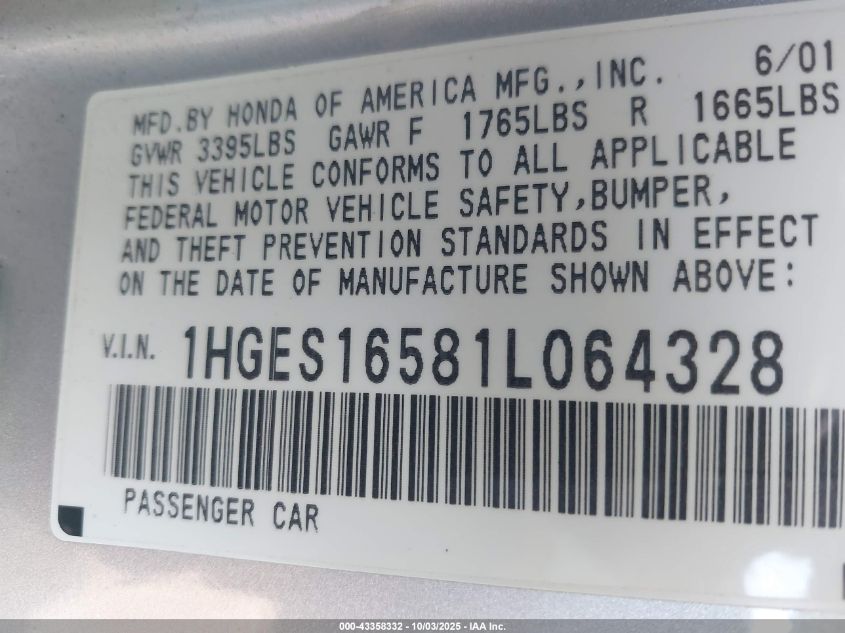 MFD.BY HONDA OF AMERICA MFG.,INC. 6/01
GVWR 3395LBS GAWR F 1765LBS R 1665LBS
THIS VEHICLE CONFORMS TO ALL APPLICABLE
FEDERAL MOTOR VEHICLE SAFETY,BUMPER,
AND THEFT PREVENTION STANDARDS IN EFFECT
ON THE DATE OF MANUFACTURE SHOWN ABOVE:
V.I.N. 1HGES16581L064328
PASSENGER CAR
000-43358332 - 10/03/2025 - IAA Inc.